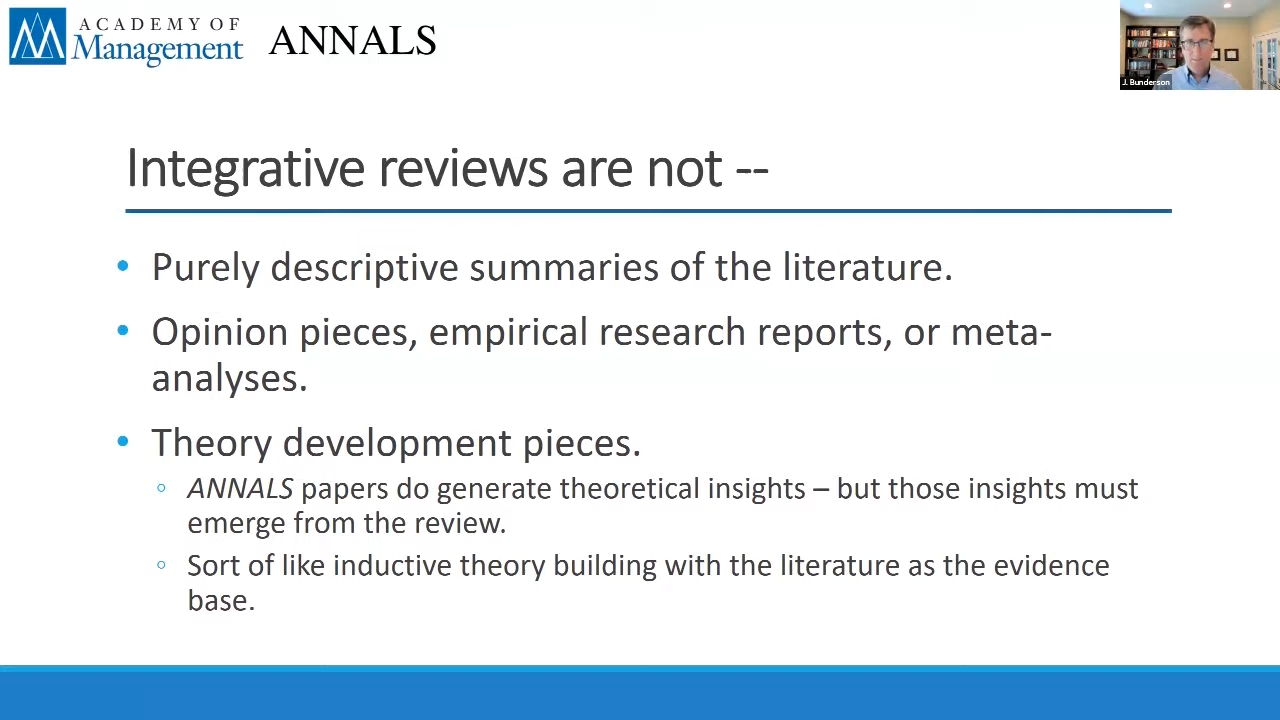 ACADEMY OF
Management
ANNALS
J. Bunderson
Integrative reviews are not --
• Purely descriptive summaries of the literature.
• Opinion pieces, empirical research reports, or meta-
analyses.
• Theory development pieces.
◦ ANNALS papers do generate theoretical insights – but those insights must
emerge from the review.
◦ Sort of like inductive theory building with the literature as the evidence
base.